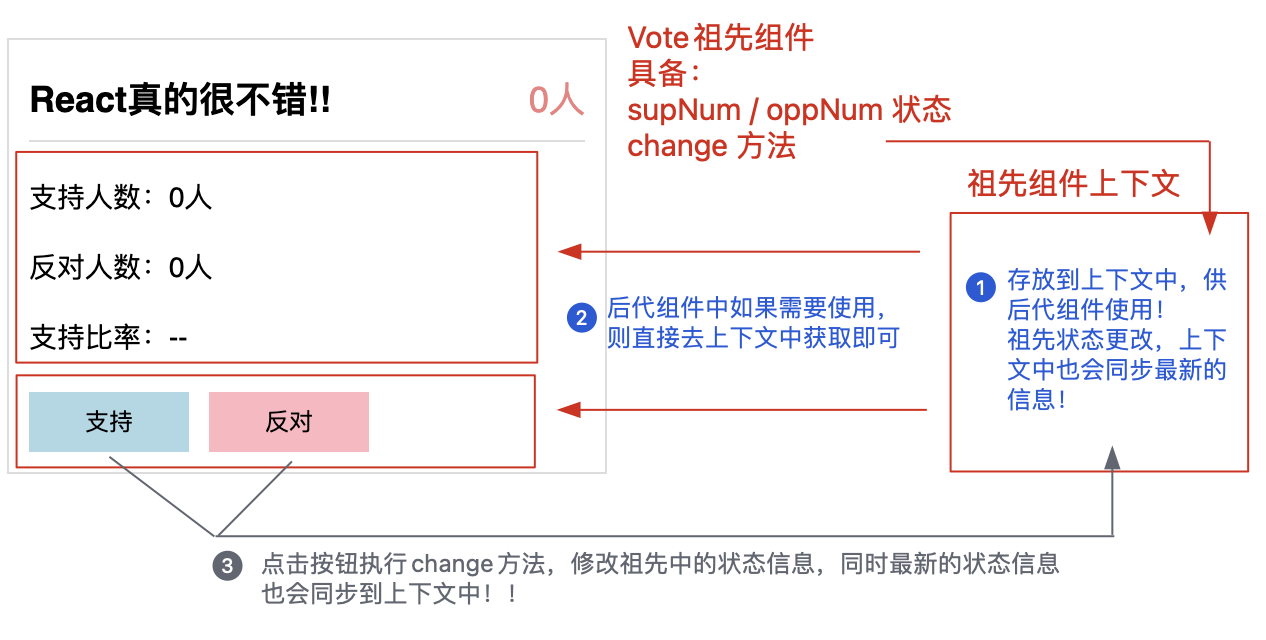 React真的很不错!!
0人
支持人数：0人
反对人数：0人
支持比率：--
支持
反对
Vote祖先组件
具备：
supNum / oppNum 状态
change 方法
祖先组件上下文
1
存放到上下文中，供
后代组件使用！
祖先状态更改，上下
文中也会同步最新的
信息！
2
后代组件中如果需要使用，
则直接去上下文中获取即可
3
点击按钮执行change方法，修改祖先中的状态信息，同时最新的状态信息
也会同步到上下文中！！